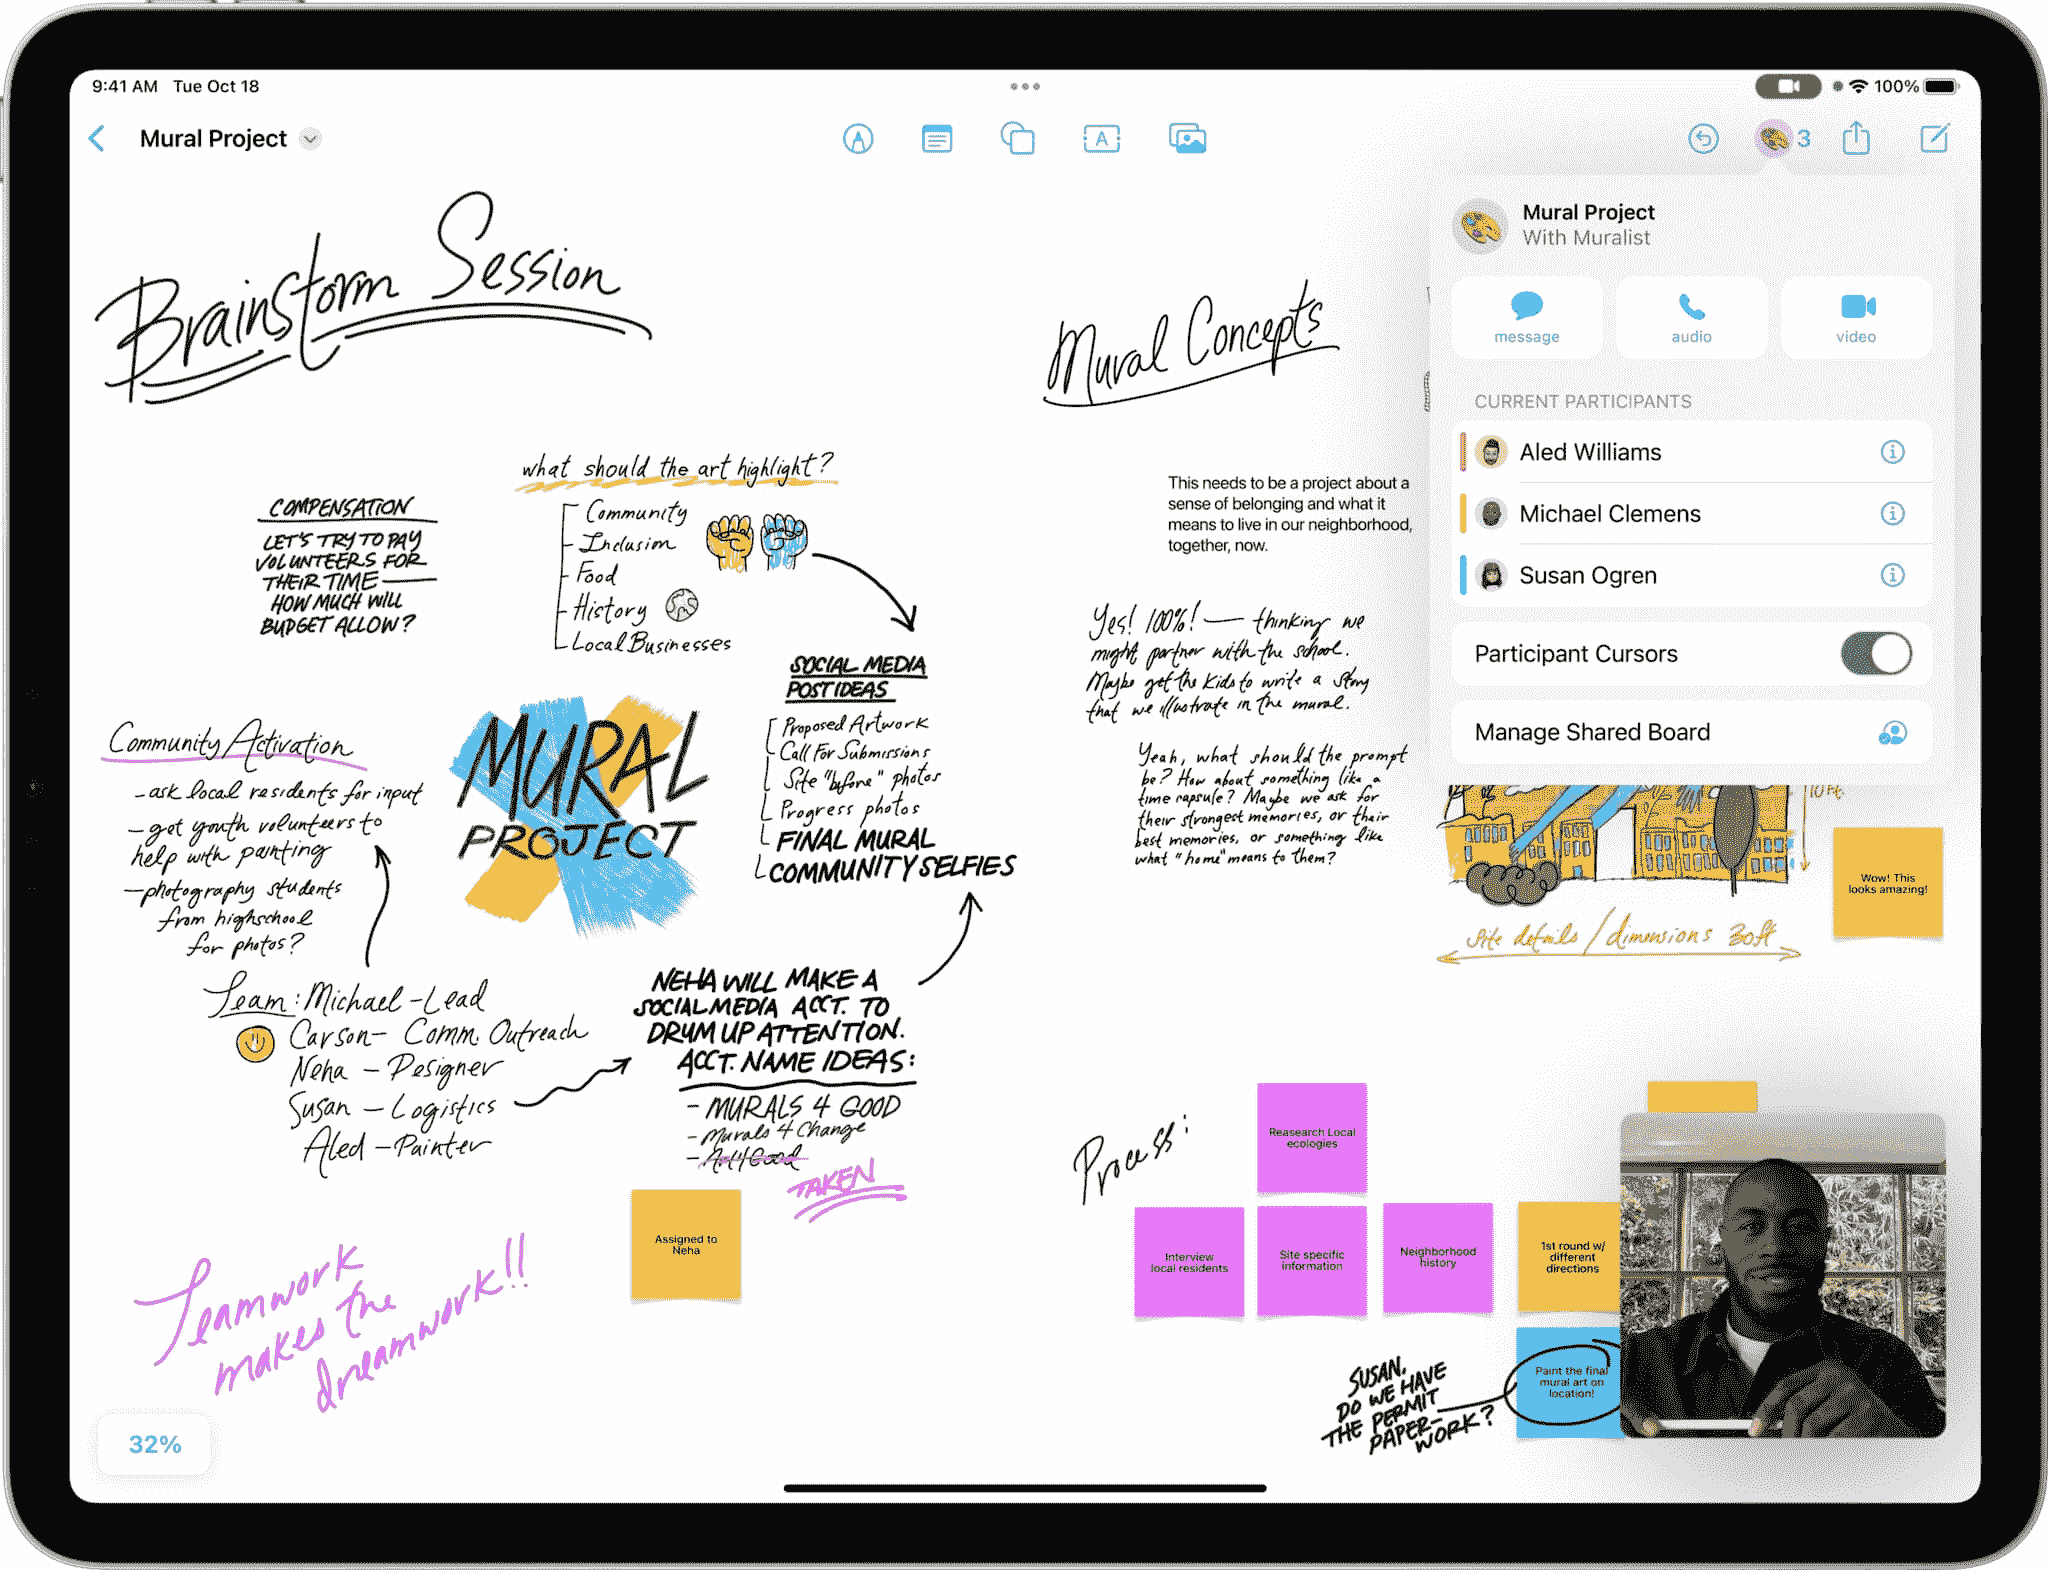 9:41 AM Tue Oct 18
100%
Mural Project
3
Brainstorm Session
COMPENSATION
LET'S TRY TO PAY
VOLUNTEERS FOR
THEIR TIME —
HOW MUCH WILL
BUDGET ALLOW?
what should the art highlight?
Community
Inclusion
Food
History
Local Businesses
SOCIAL MEDIA
POST IDEAS
Proposed Artwork
Call For Submissions
Site "before" photos
Progress photos
FINAL MURAL
COMMUNITY SELFIES
Community Activation
- ask local residents for input
- got youth volunteers to
help with painting
- photography students
from highschool
for photos?
MURAL
PROJECT
Team: Michael - Lead
Carson - Comm. Outreach
Neha - Designer
Susan - Logistics
Aled - Painter
NEHA WILL MAKE A
SOCIAL MEDIA ACCT. TO
DRUM UP ATTENTION.
ACCT. NAME IDEAS:
- MURALS 4 GOOD
- Murals 4 Change
- Art4Good
TAKEN
Assigned to
Neha
Teamwork
makes the
dreamwork!!
32%
Mural Concepts
This needs to be a project about a
sense of belonging and what it
means to live in our neighborhood,
together, now.
Yes! 100%! — thinking we
might partner with the school.
Maybe get the kids to write a story
that we illustrate in the mural.
Yeah, what should the prompt
be? How about something like a
time capsule? Maybe we ask for
their strongest memories, or their
best memories, or something like
what "home" means to them?
Mural Project
With Muralist
message
audio
video
CURRENT PARTICIPANTS
Aled Williams
Michael Clemens
Susan Ogren
Participant Cursors
Manage Shared Board
10 ft
Wow! This
looks amazing!
Site details / dimensions 30ft
Process:
Reasearch Local
ecologies
Interview
local residents
Site specific
information
Neighborhood
history
1st round w/
different
directions
Paint the final
mural art on
location!
SUSAN,
DO WE HAVE
THE PERMIT
PAPER-
WORK?